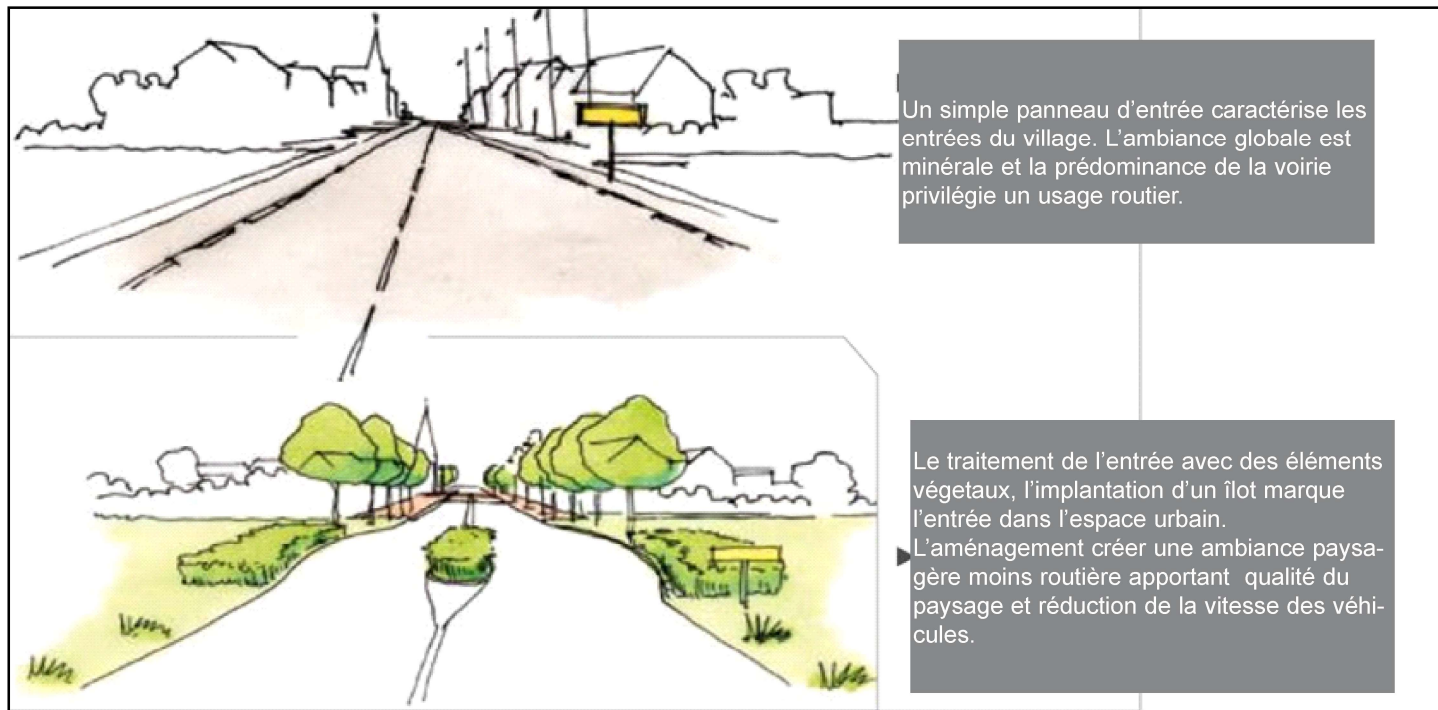 Un simple panneau d’entrée caractérise les
entrées du village. L’ambiance globale est
minérale et la prédominance de la voirie
privilégie un usage routier.
Le traitement de l’entrée avec des éléments
végetaux, l’implantation d’un îlot marque
l’entrée dans l’espace urbain.
L’aménagement créer une ambiance paysa-
gère moins routière apportant  qualité du
paysage et réduction de la vitesse des véhi-
cules.